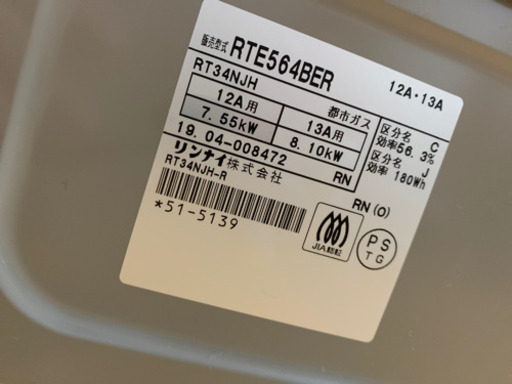 販売型式 RTE564BER 12A・13A
RT34NJH 都市ガス
12A用 13A用
7.55kW 8.10kW
区分名 C
効率56.3%
区分名 J
効率 180Wh
19.04-008472 RN
リンナイ株式会社
RT34NJH-R
RN(O)
*51-5139
JIA認証
PS
TG